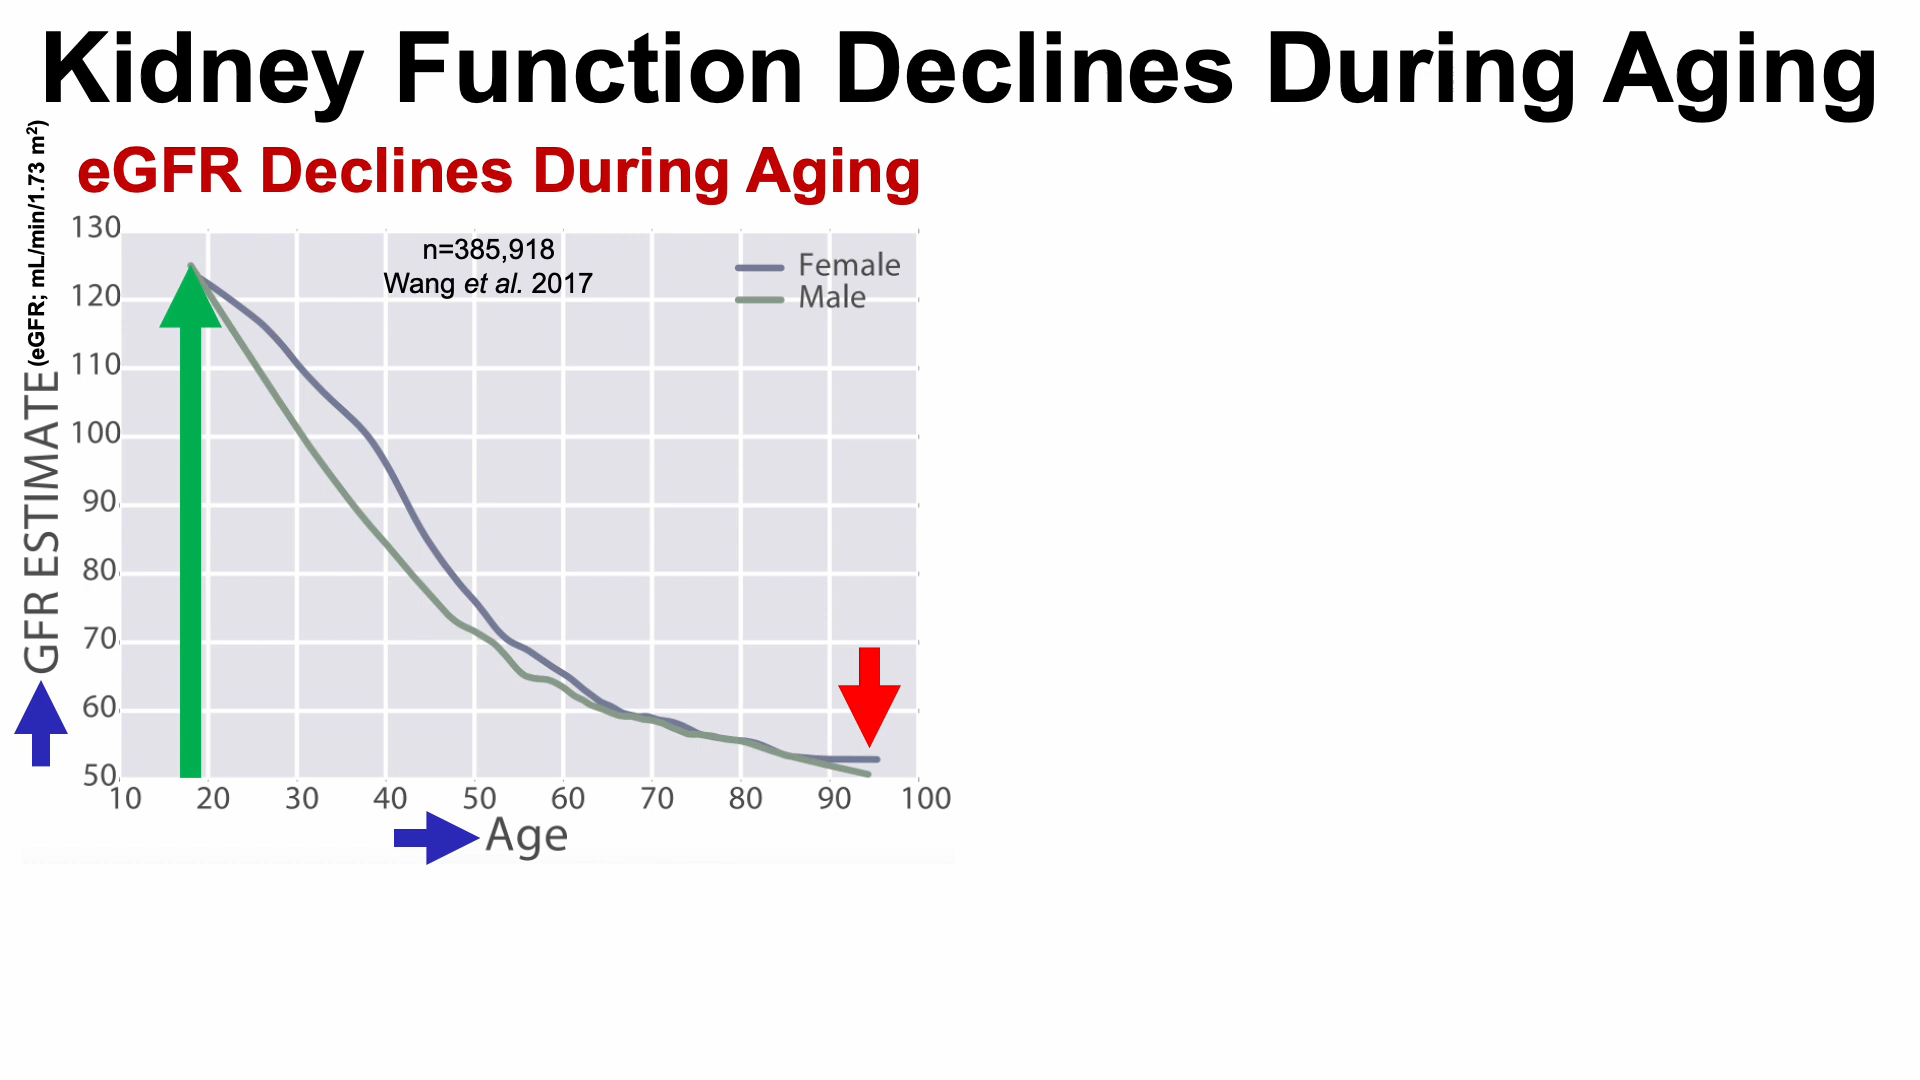 Kidney Function Declines During Aging
eGFR Declines During Aging
GFR ESTIMATE (eGFR; mL/min/1.73 m²)
n=385,918
Wang et al. 2017
Female
Male
130
120
110
100
90
80
70
60
50
10 20 30 40 50 60 70 80 90 100
Age